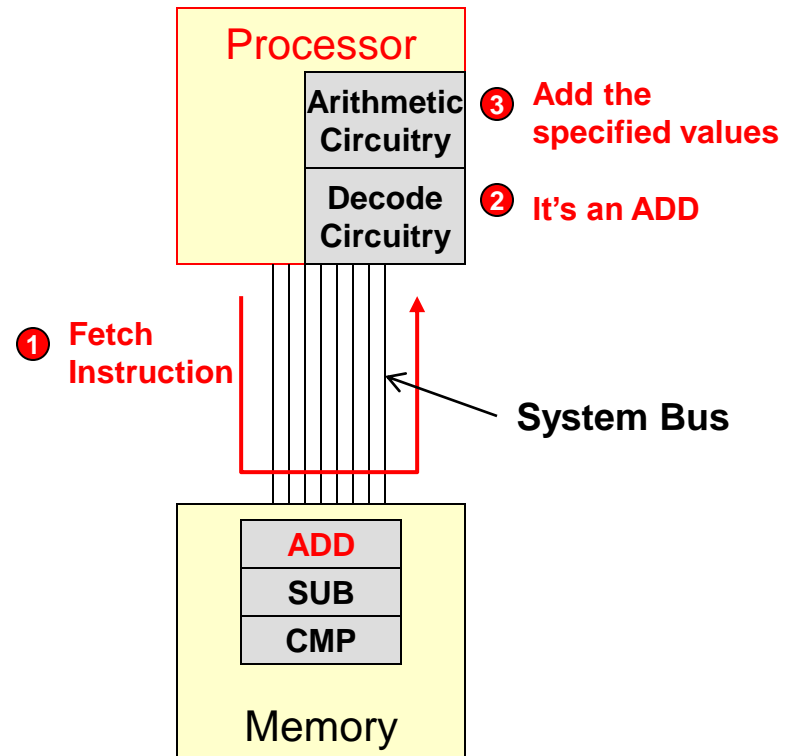 Processor
Arithmetic
Circuitry
3 Add the
specified values
Decode
Circuitry
2 It’s an ADD
1 Fetch
Instruction
System Bus
ADD
SUB
CMP
Memory